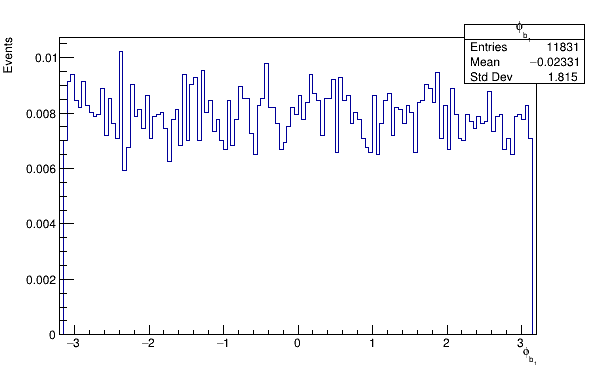 ϕ_b₁
Entries 11831
Mean −0.02331
Std Dev 1.815
Events
0.01
0.008
0.006
0.004
0.002
0
−3 −2 −1 0 1 2 3
ϕ_b₁